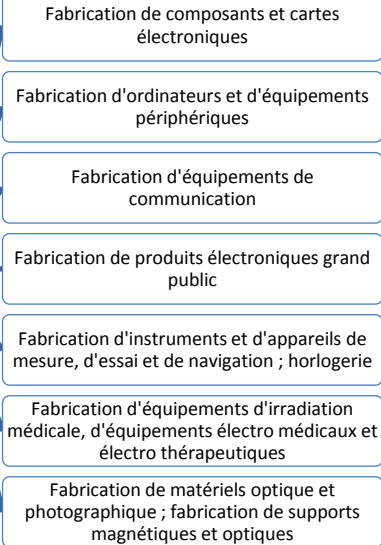 Fabrication de composants et cartes
électroniques
Fabrication d'ordinateurs et d'équipements
périphériques
Fabrication d'équipements de
communication
Fabrication de produits électroniques grand
public
Fabrication d'instruments et d'appareils de
mesure, d'essai et de navigation ; horlogerie
Fabrication d'équipements d'irradiation
médicale, d'équipements électro médicaux et
électro thérapeutiques
Fabrication de matériels optique et
photographique ; fabrication de supports
magnétiques et optiques